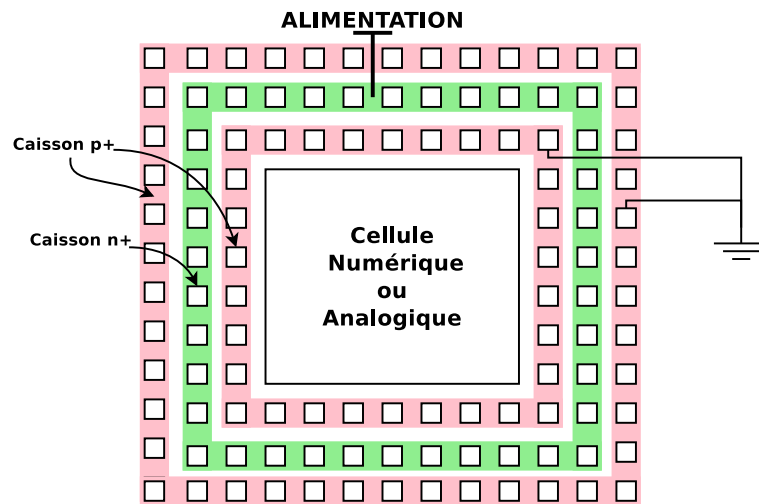 ALIMENTATION
Caisson p+
Caisson n+
Cellule
Numérique
ou
Analogique